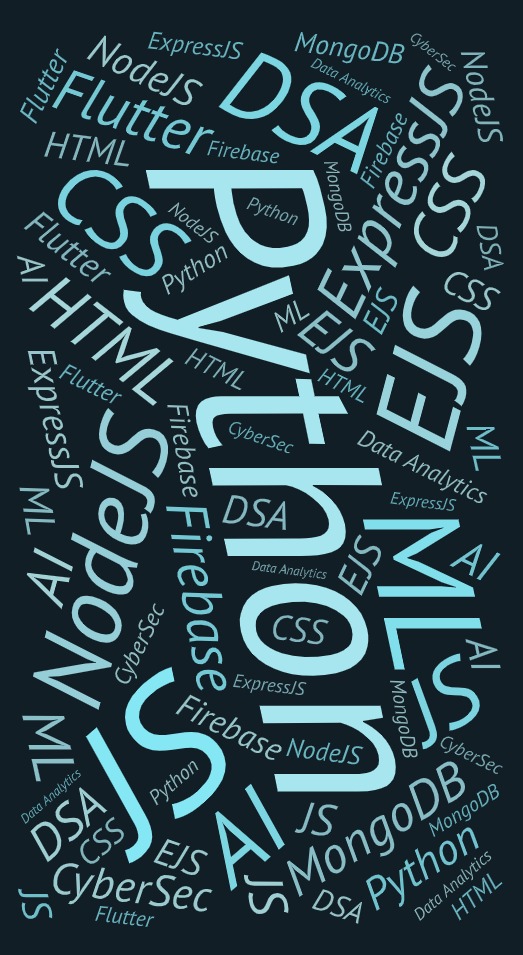 ExpressJS
MongoDB
CyberSec
NodeJS
Flutter
DSA
Data Analytics
NodeJS
Flutter
HTML
Firebase
Firebase
ExpressJS
CSS
Python
NodeJS
Python
MongoDB
CSS
DSA
Flutter
Python
AI
HTML
ML
EJS
EJS
CSS
EJS
ExpressJS
Flutter
HTML
HTML
Firebase
CyberSec
Data Analytics
ML
NodeJS
ML
DSA
ExpressJS
ML
AI
Firebase
Data Analytics
EJS
AI
CSS
AI
CyberSec
ExpressJS
JS
MongoDB
ML
JS
Firebase
NodeJS
CyberSec
Data Analytics
Python
DSA
CSS
AI
JS
MongoDB
MongoDB
EJS
Python
CyberSec
JS
DSA
Data Analytics
HTML
JS
Flutter